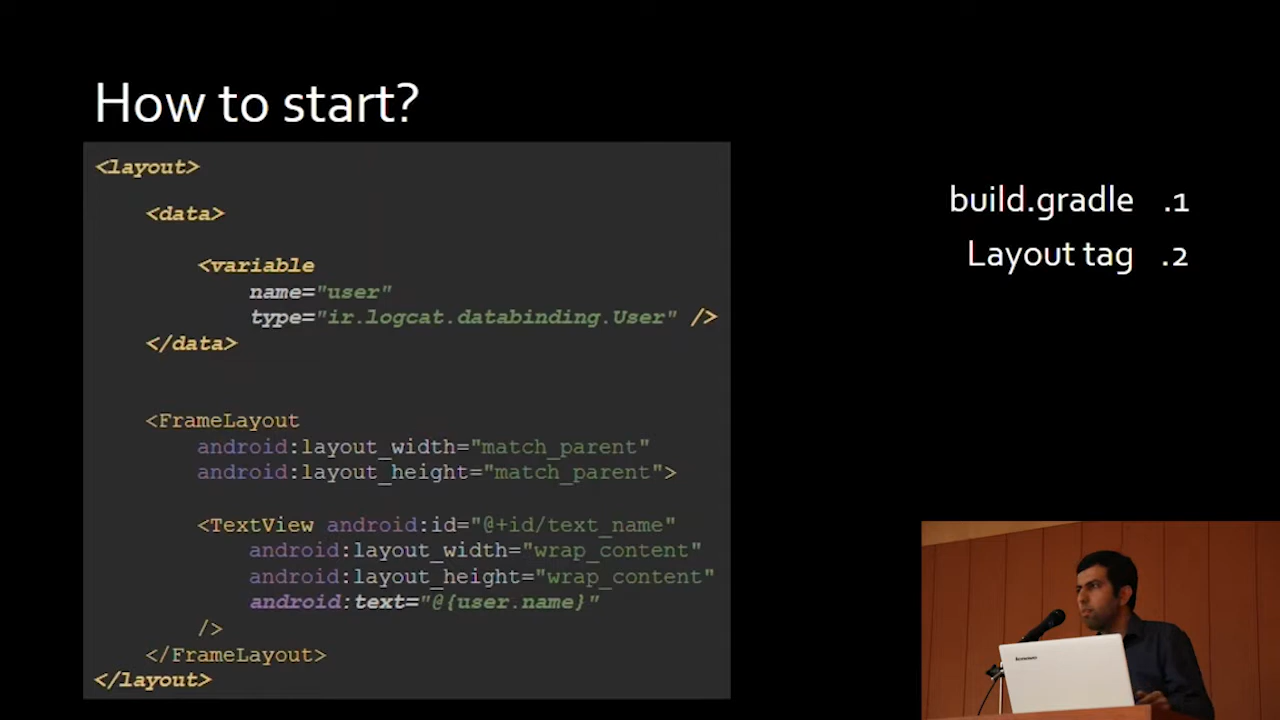 How to start?
<layout>
<data>
<variable
name="user"
type="ir.logcat.databinding.User" />
</data>
<FrameLayout
android:layout_width="match_parent"
android:layout_height="match_parent">
<TextView android:id="@+id/text_name"
android:layout_width="wrap_content"
android:layout_height="wrap_content"
android:text="@{user.name}"
/>
</FrameLayout>
</layout>
build.gradle .1
Layout tag .2
lenovo